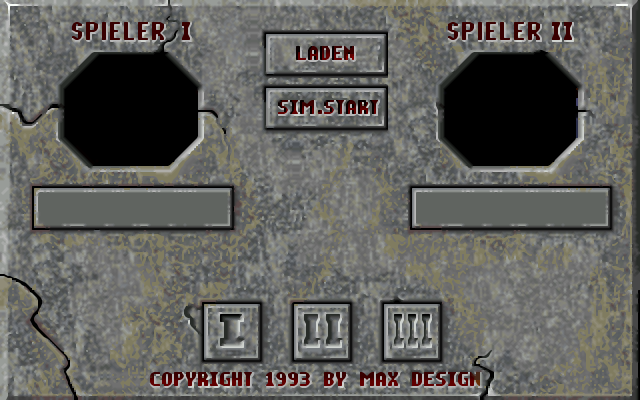 SPIELER I
SPIELER II
LADEN
SIM.START
I
II
III
COPYRIGHT 1993 BY MAX DESIGN